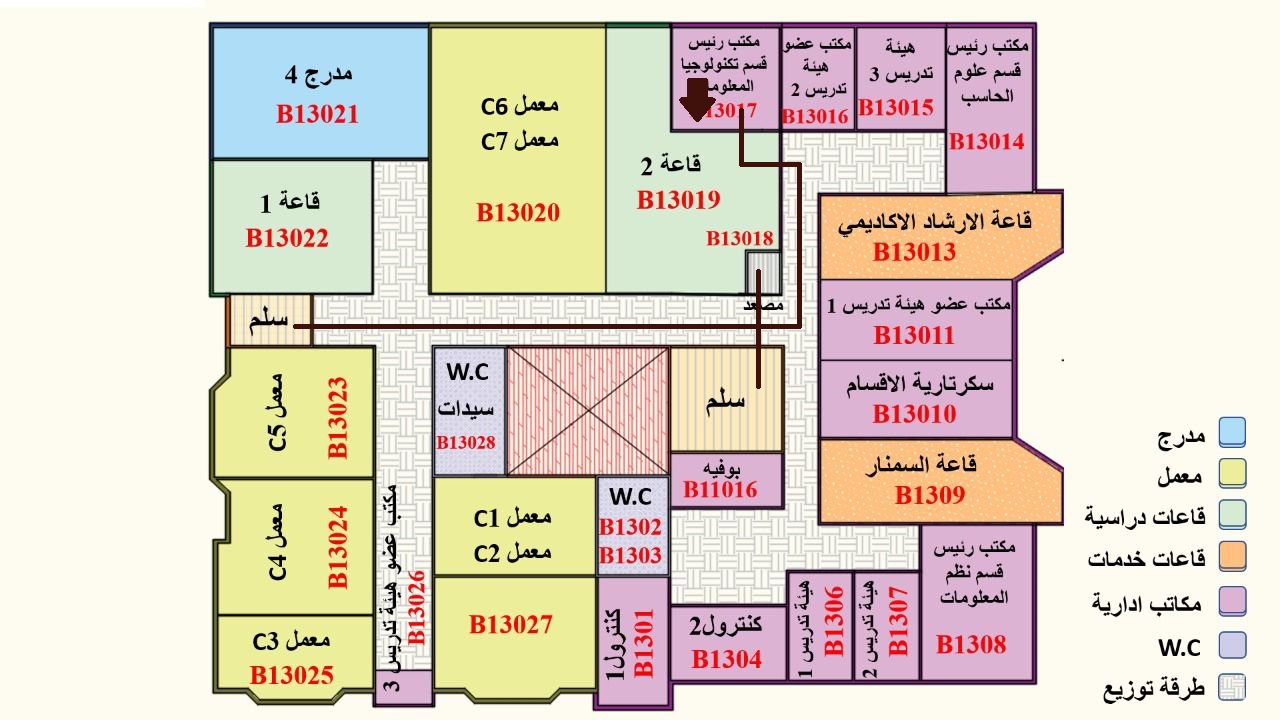 مدرج 4
B13021
معمل C6
معمل C7
B13020
قاعة 2
B13019
B13018
مصعد
مكتب رئيس
قسم تكنولوجيا
13017
مكتب عضو
هيئة
تدريس 2
B13016
هيئة
تدريس 3
B13015
مكتب رئيس
قسم علوم
الحاسب
B13014
قاعة 1
B13022
سلم
قاعة الارشاد الاكاديمي
B13013
مكتب عضو هيئة تدريس 1
B13011
سكرتارية الاقسام
B13010
قاعة السمنار
B1309
معمل C5
B13023
W.C
سيدات
B13028
سلم
بوفيه
B11016
معمل C4
B13024
معمل C1
معمل C2
W.C
B1302
B1303
معمل C3
B13025
مكتب عضو هيئة تدريس 3
B13026
B13027
كنترول1
B1301
كنترول2
B1304
هيئة تدريس 1
B1306
هيئة تدريس 2
B1307
مكتب رئيس
قسم نظم
المعلومات
B1308
مدرج
معمل
قاعات دراسية
قاعات خدمات
مكاتب ادارية
W.C
طرقة توزيع